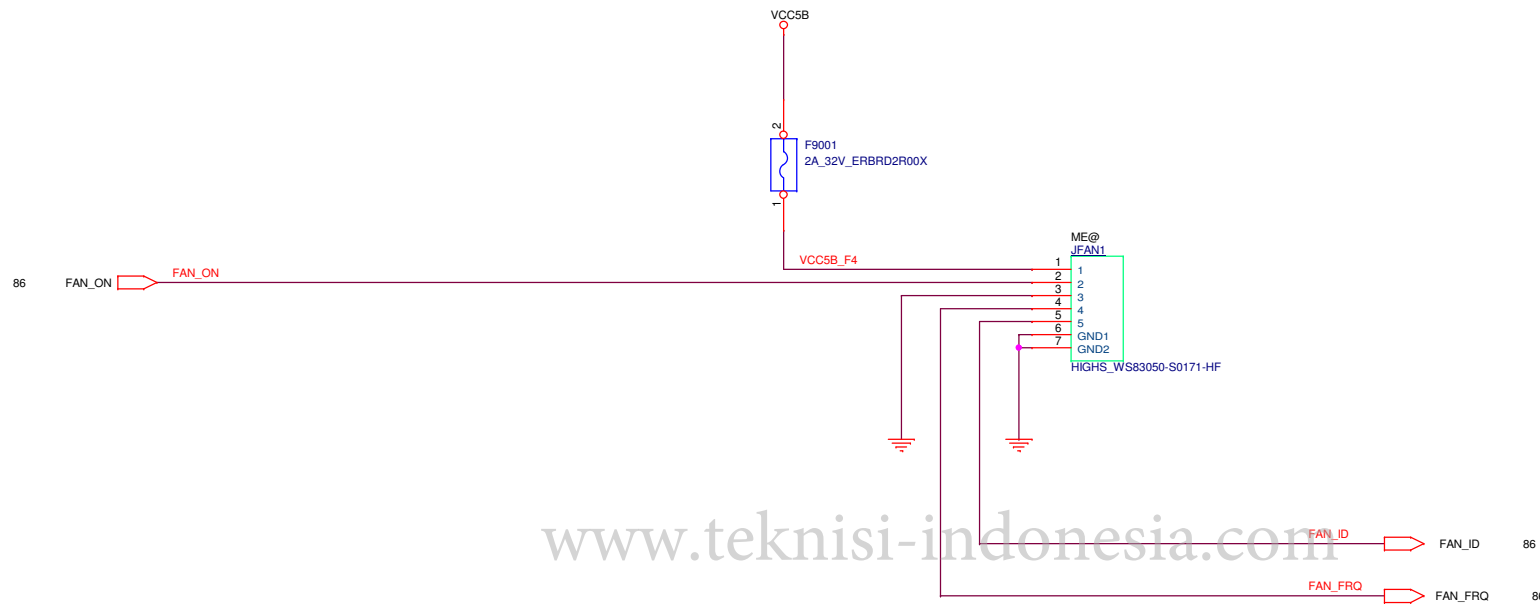 VCC5B
2
F9001
2A_32V_ERBRD2R00X
1
ME@
JFAN1
VCC5B_F4
86 FAN_ON FAN_ON
1 1
2 2
3 3
4 4
5 5
6 GND1
7 GND2
HIGHS_WS83050-S0171-HF
www.teknisi-indonesia.com
FAN_ID FAN_ID 86
FAN_FRQ FAN_FRQ